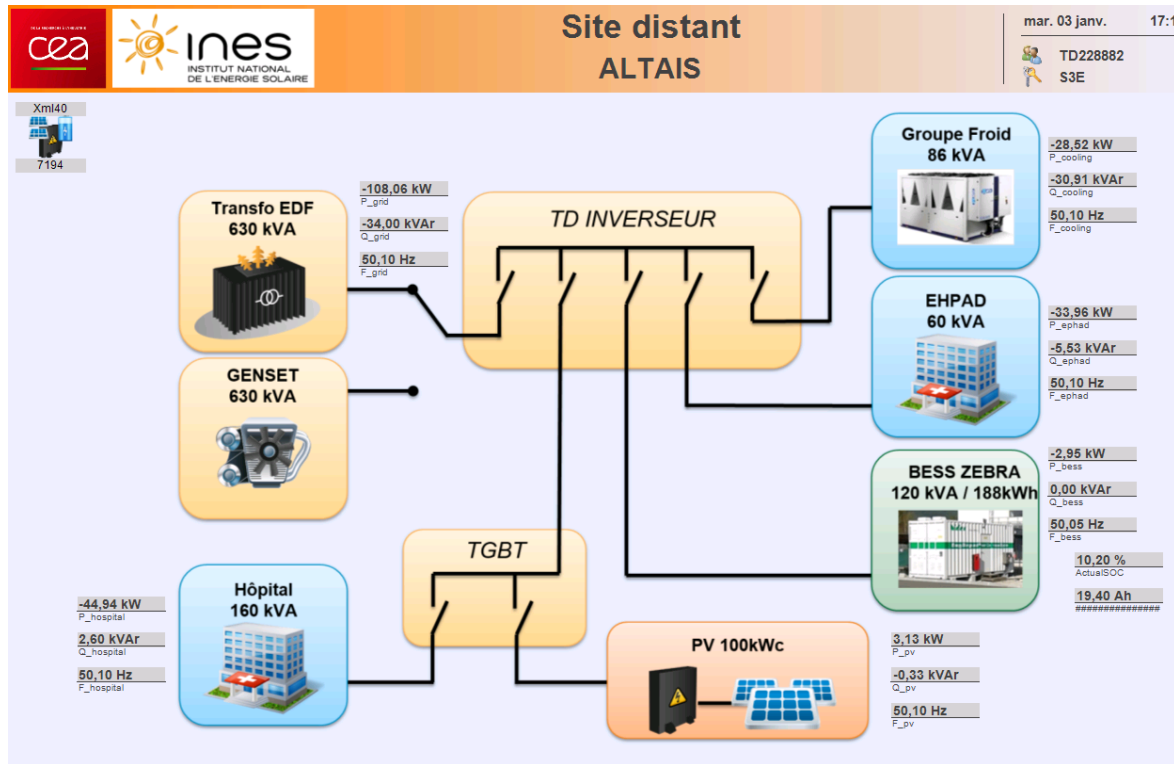 cea
ines
INSTITUT NATIONAL
DE L'ENERGIE SOLAIRE
Site distant
ALTAIS
mar. 03 janv. 17:1
TD228882
S3E
Xml40
7194
Transfo EDF
630 kVA
-108,06 kW
P_grid
-34,00 kVAr
Q_grid
50,10 Hz
F_grid
TD INVERSEUR
Groupe Froid
86 kVA
-28,52 kW
P_cooling
-30,91 kVAr
Q_cooling
50,10 Hz
F_cooling
GENSET
630 kVA
EHPAD
60 kVA
-33,96 kW
P_ephad
-5,53 kVAr
Q_ephad
50,10 Hz
F_ephad
BESS ZEBRA
120 kVA / 188kWh
-2,95 kW
P_bess
0,00 kVAr
Q_bess
50,05 Hz
F_bess
10,20 %
ActualSOC
19,40 Ah
###############
TGBT
Hôpital
160 kVA
-44,94 kW
P_hospital
2,60 kVAr
Q_hospital
50,10 Hz
F_hospital
PV 100kWc
3,13 kW
P_pv
-0,33 kVAr
Q_pv
50,10 Hz
F_pv